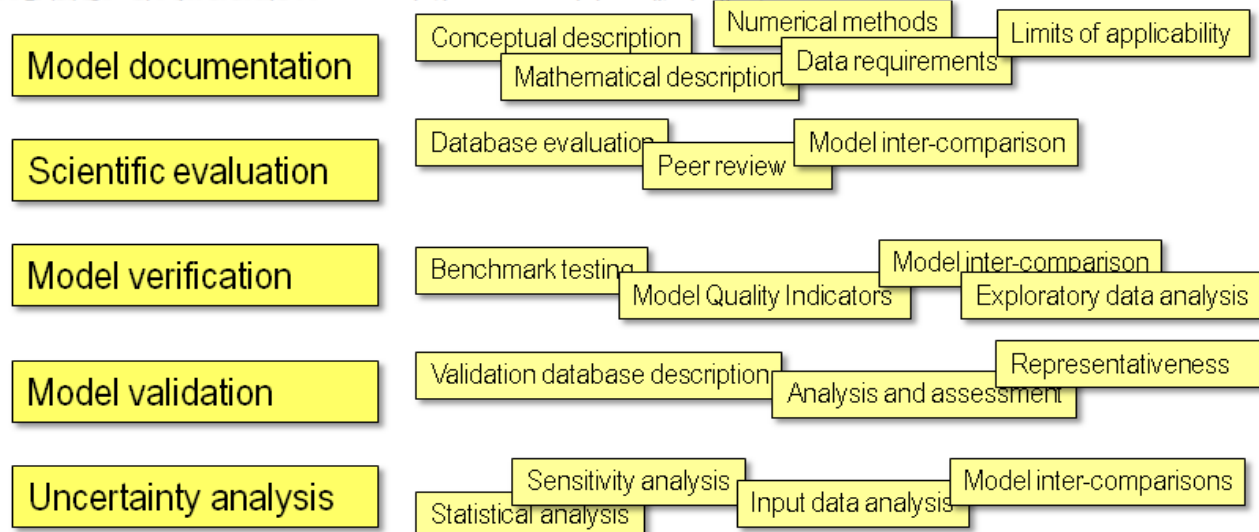 Model documentation
Conceptual description
Mathematical description
Numerical methods
Data requirements
Limits of applicability
Scientific evaluation
Database evaluation
Peer review
Model inter-comparison
Model verification
Benchmark testing
Model Quality Indicators
Model inter-comparison
Exploratory data analysis
Model validation
Validation database description
Analysis and assessment
Representativeness
Uncertainty analysis
Statistical analysis
Sensitivity analysis
Input data analysis
Model inter-comparisons